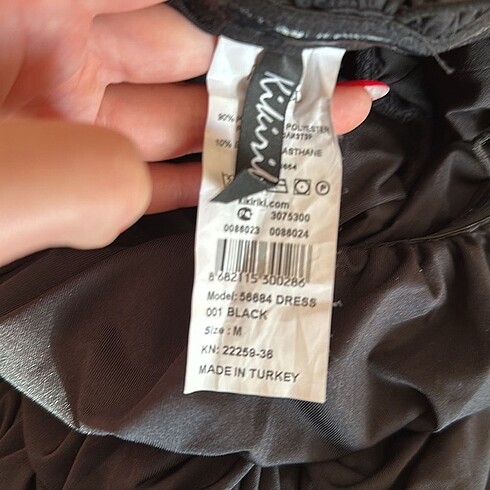 Kikiriki
90% POLYESTER
10% ELASTHANE
kikiriki.com
3075300
0086023 0086024
8 682115 300286
Model: 56684 DRESS
001 BLACK
Size : M
KN: 22259-36
MADE IN TURKEY